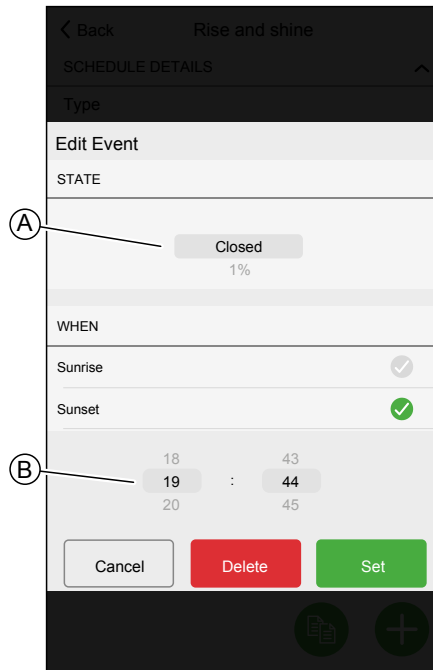 Back Rise and shine
SCHEDULE DETAILS
Type
Edit Event
STATE
A
Closed
1%
WHEN
Sunrise
Sunset
18 43
B
19 : 44
20 45
Cancel Delete Set